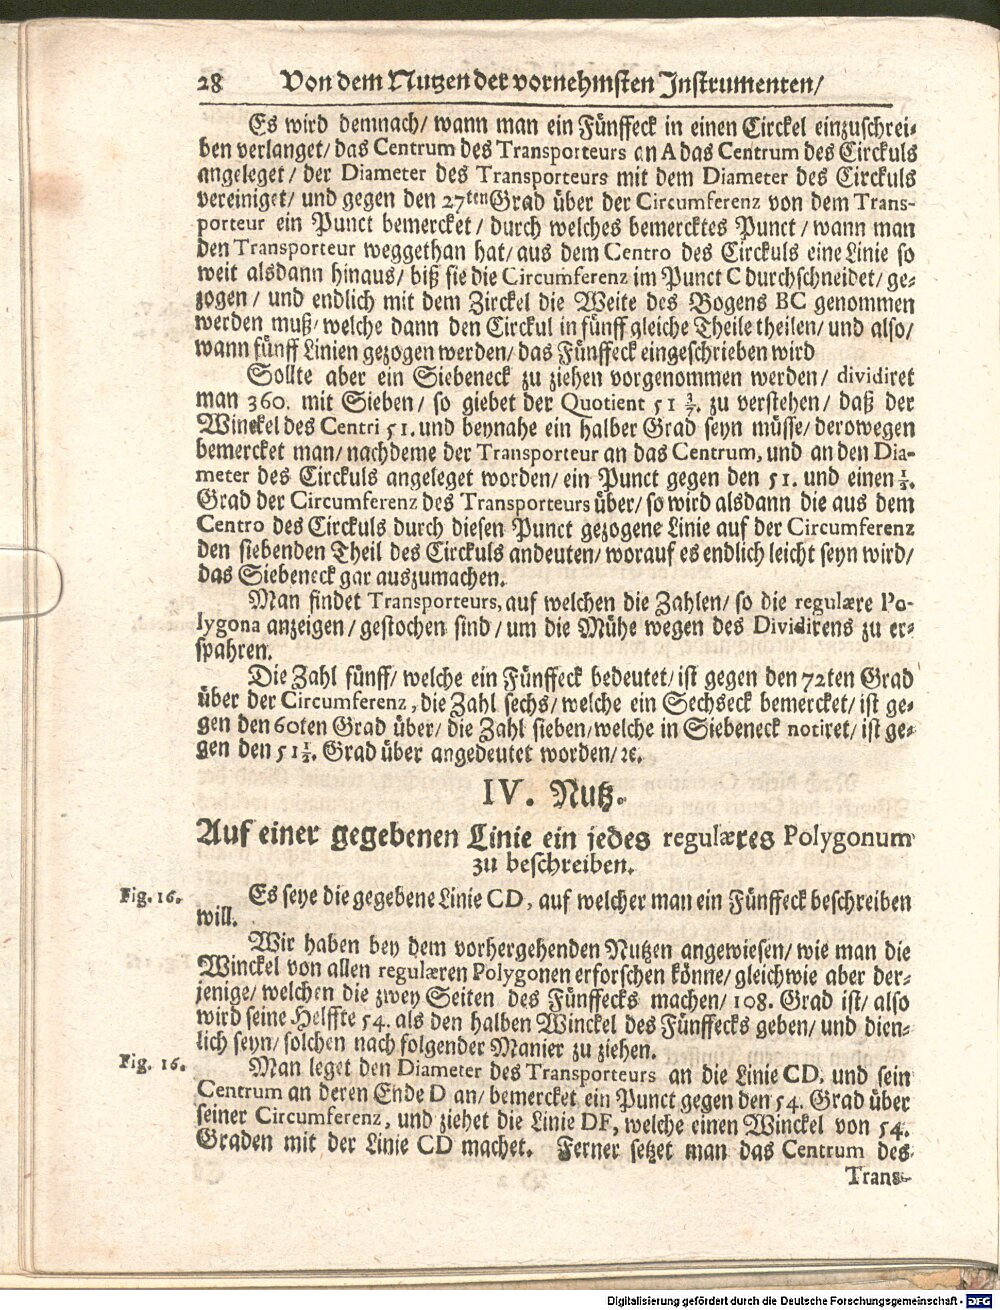 28 Von dem Nutzen der vornehmsten Instrumenten/
Es wird demnach/ wann man ein Fünffeck in einen Circkel einzuschrei-
ben verlanget/ das Centrum des Transporteurs an A das Centrum des Circkuls
angeleget/ der Diameter des Transporteurs mit dem Diameter des Circkuls
vereiniget/ und gegen den 27ten Grad über der Circumferenz von dem Trans-
porteur ein Punct bemercket/ durch welches bemercktes Punct/ wann man
den Transporteur weggethan hat/ aus dem Centro des Circkuls eine Linie so
weit alsdann hinaus/ biß sie die Circumferenz im Punct C durchschneidet/ ge-
zogen/ und endlich mit dem Zirckel die Weite des Bogens BC genommen
werden muß/ welche dann den Circkul in fünff gleiche Theile theilen/ und also/
wann fünff Linien gezogen werden/ das Fünffeck eingeschrieben wird
Sollte aber ein Siebeneck zu ziehen vorgenommen werden/ dividiret
man 360. mit Sieben/ so giebet der Quotient 51 3/7. zu verstehen/ daß der
Winckel des Centri 51. und beynahe ein halber Grad seyn müsse/ derowegen
bemercket man/ nachdeme der Transporteur an das Centrum, und an den Dia-
meter des Circkuls angeleget worden/ ein Punct gegen den 51. und einen 1/2.
Grad der Circumferenz des Transporteurs über/ so wird alsdann die aus dem
Centro des Circkuls durch diesen Punct gezogene Linie auf der Circumferenz
den siebenden Theil des Circkuls andeuten/ worauf es endlich leicht seyn wird/
das Siebeneck gar auszumachen.
Man findet Transporteurs, auf welchen die Zahlen/ so die regulære Po-
lygona anzeigen/ gestochen sind/ um die Mühe wegen des Dividirens zu er-
spahren.
Die Zahl fünff/ welche ein Fünffeck bedeutet/ ist gegen den 72ten Grad
über der Circumferenz, die Zahl sechs/ welche ein Sechseck bemercket/ ist ge-
gen den 60ten Grad über/ die Zahl sieben/ welche in Siebeneck notiret/ ist ge-
gen den 51 1/2. Grad über angedeutet worden/ ꝛc.
IV. Nutz.
Auf einer gegebenen Linie ein jedes regulæres Polygonum
zu beschreiben.
Fig. 16. Es seye die gegebene Linie CD, auf welcher man ein Fünffeck beschreiben
will.
Wir haben bey dem vorhergehenden Nutzen angewiesen/ wie man die
Winckel von allen regulæren Polygonen erforschen könne/ gleichwie aber der-
jenige/ welchen die zwey Seiten des Fünffecks machen/ 108. Grad ist/ also
wird seine Helffte 54. als den halben Winckel des Fünffecks geben/ und dien-
lich seyn/ solchen nach folgender Manier zu ziehen.
Fig. 16. Man leget den Diameter des Transporteurs an die Linie CD, und sein
Centrum an deren Ende D an/ bemercket ein Punct gegen den 54. Grad über
seiner Circumferenz, und ziehet die Linie DF, welche einen Winckel von 54.
Graden mit der Linie CD machet. Ferner setzet man das Centrum des
Trans-
Digitalisierung gefördert durch die Deutsche Forschungsgemeinschaft - DFG